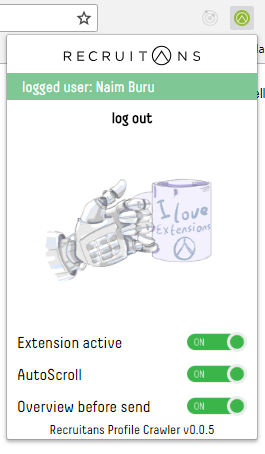 RECRUITANS
logged user: Naim Buru
log out
I love
Extensions
Extension active
ON
AutoScroll
ON
Overview before send
ON
Recruitans Profile Crawler v0.0.5